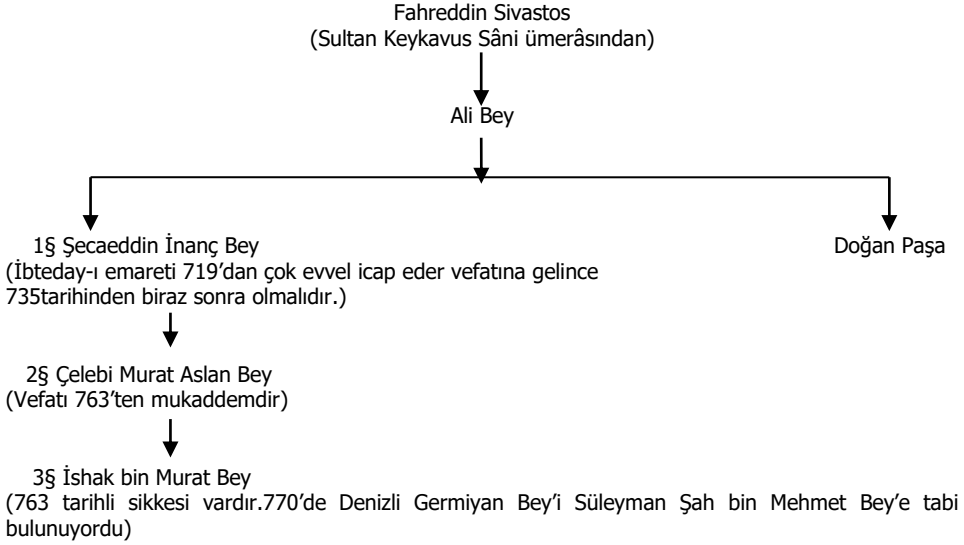 Fahreddin Sivastos
(Sultan Keykavus Sâni ümerâsından)
Ali Bey
1§ Şecaeddin İnanç Bey
Doğan Paşa
(İbteday-ı emareti 719’dan çok evvel icap eder vefatına gelince
735tarihinden biraz sonra olmalıdır.)
2§ Çelebi Murat Aslan Bey
(Vefatı 763’ten mukaddemdir)
3§ İshak bin Murat Bey
(763 tarihli sikkesi vardır.770’de Denizli Germiyan Bey’i Süleyman Şah bin Mehmet Bey’e tabi
bulunuyordu)